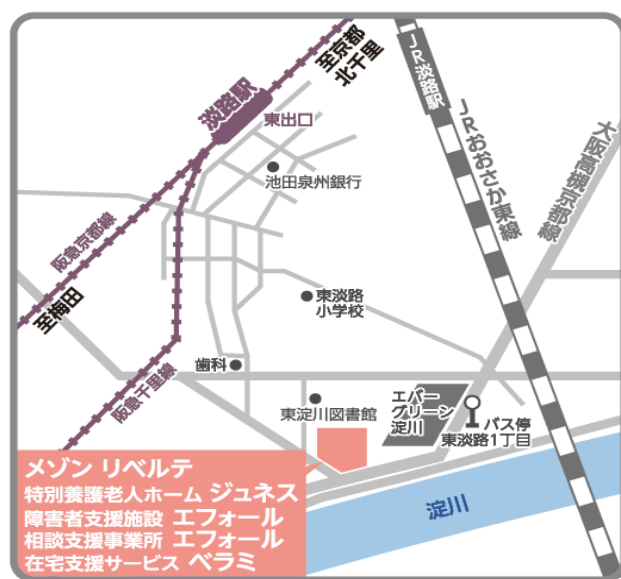 至京都
北千里
淡路駅
東出口
池田泉州銀行
JR淡路駅
JRおおさか東線
大阪高槻京都線
阪急京都線
至梅田
東淡路
小学校
歯科
阪急千里線
東淀川図書館
エバー
グリーン
淀川
バス停
東淡路1丁目
淀川
メゾン リベルテ
特別養護老人ホーム ジュネス
障害者支援施設 エフォール
相談支援事業所 エフォール
在宅支援サービス ベラミ